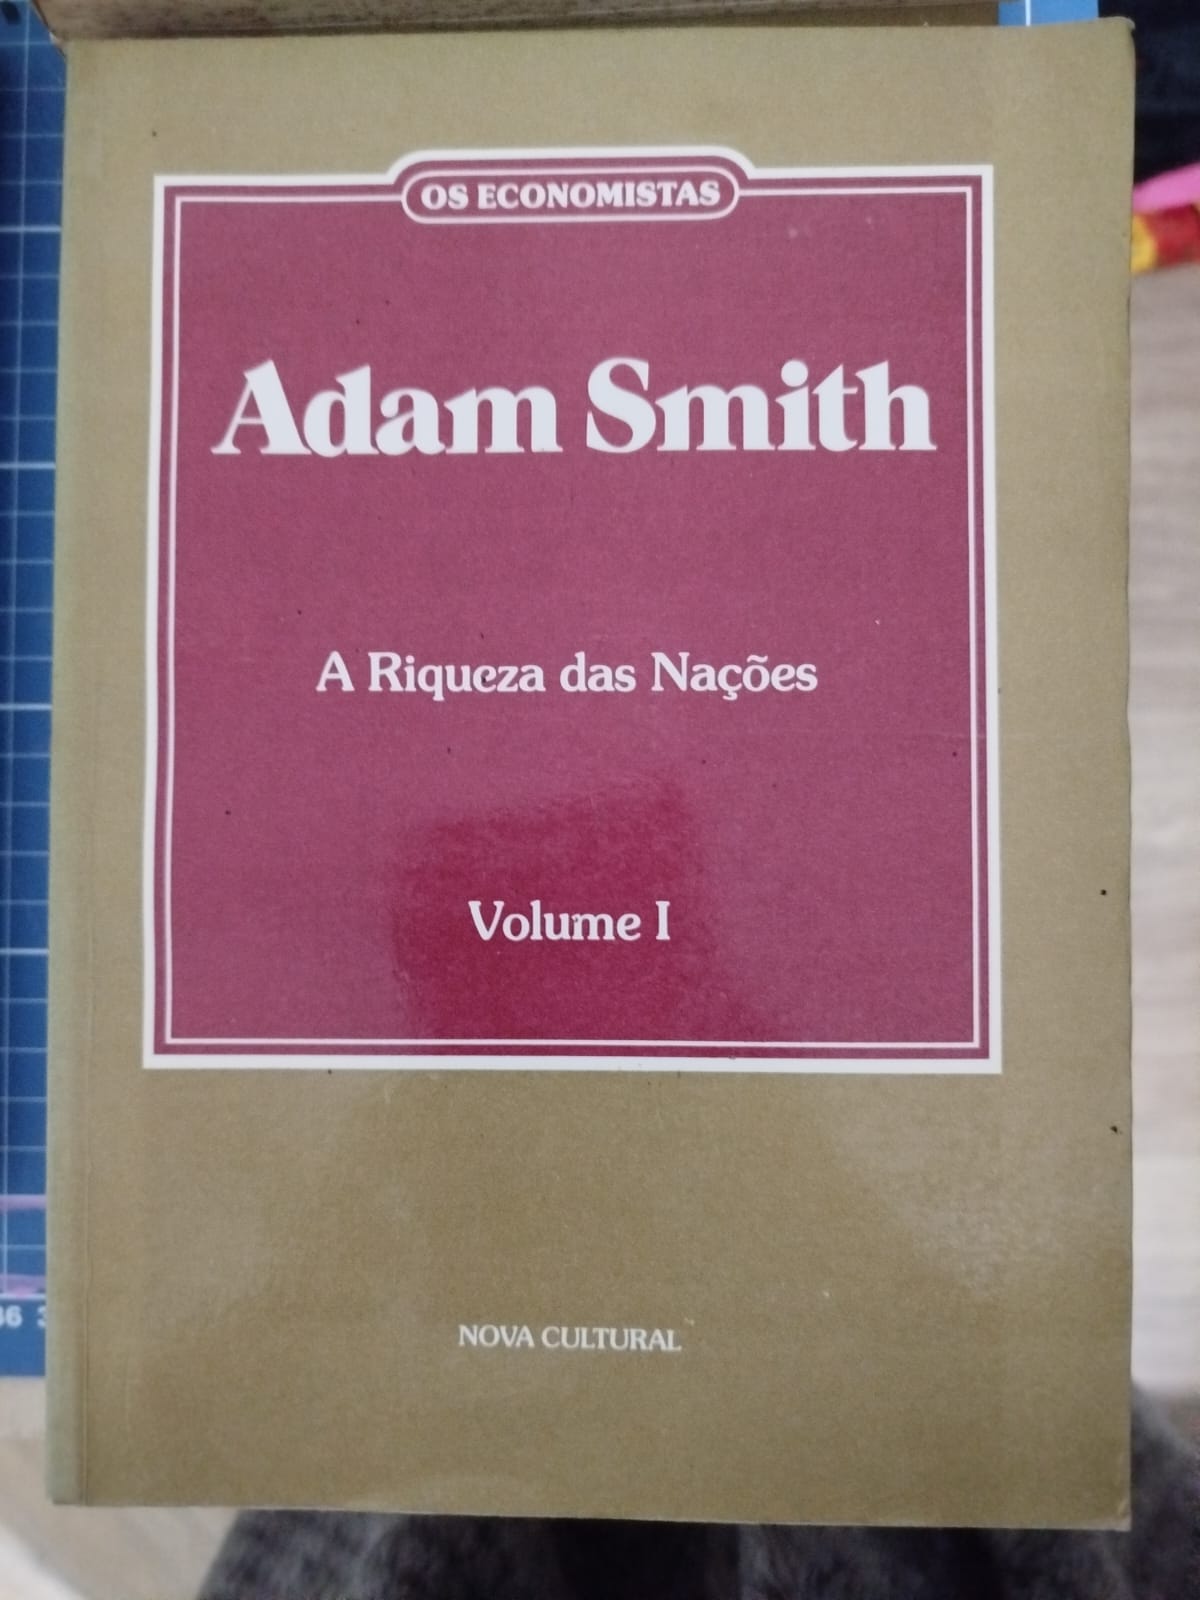 OS ECONOMISTAS
Adam Smith
A Riqueza das Nações
Volume I
NOVA CULTURAL